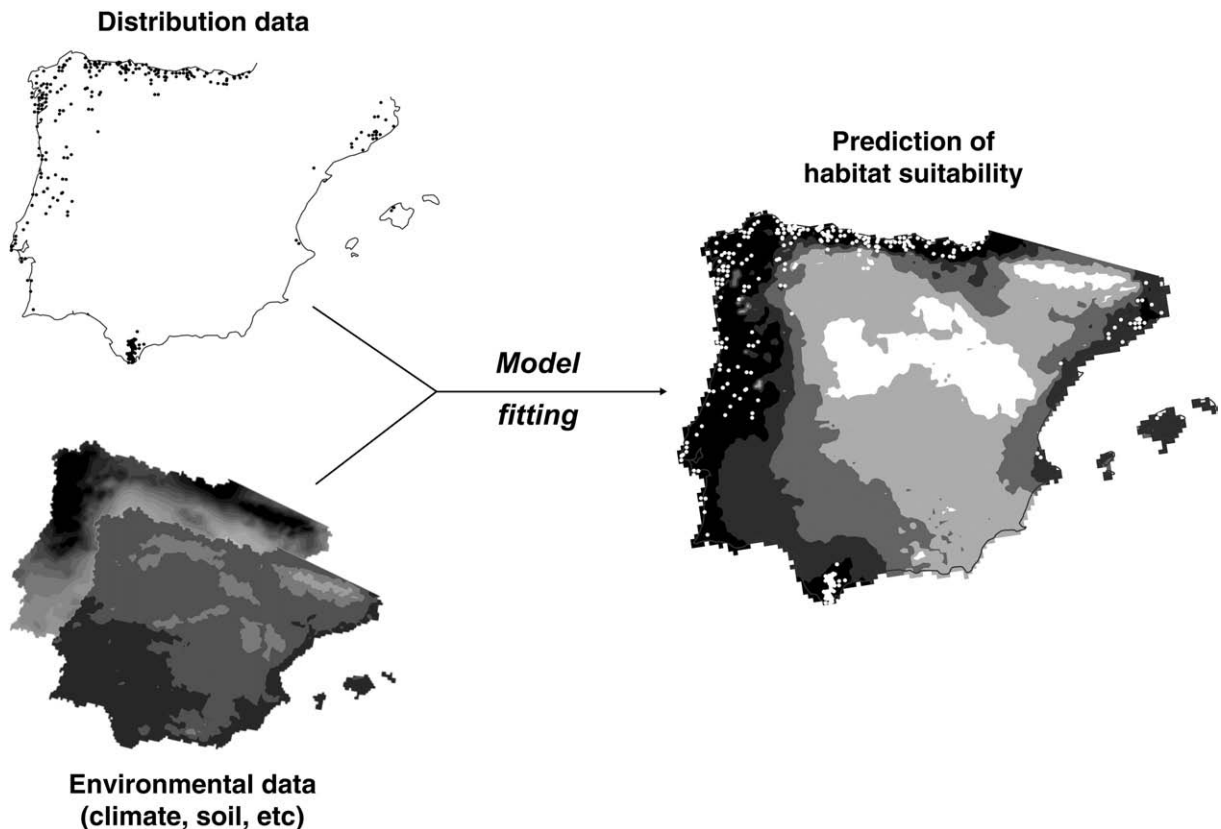 Distribution data
Prediction of
habitat suitability
Model
fitting
Environmental data
(climate, soil, etc)